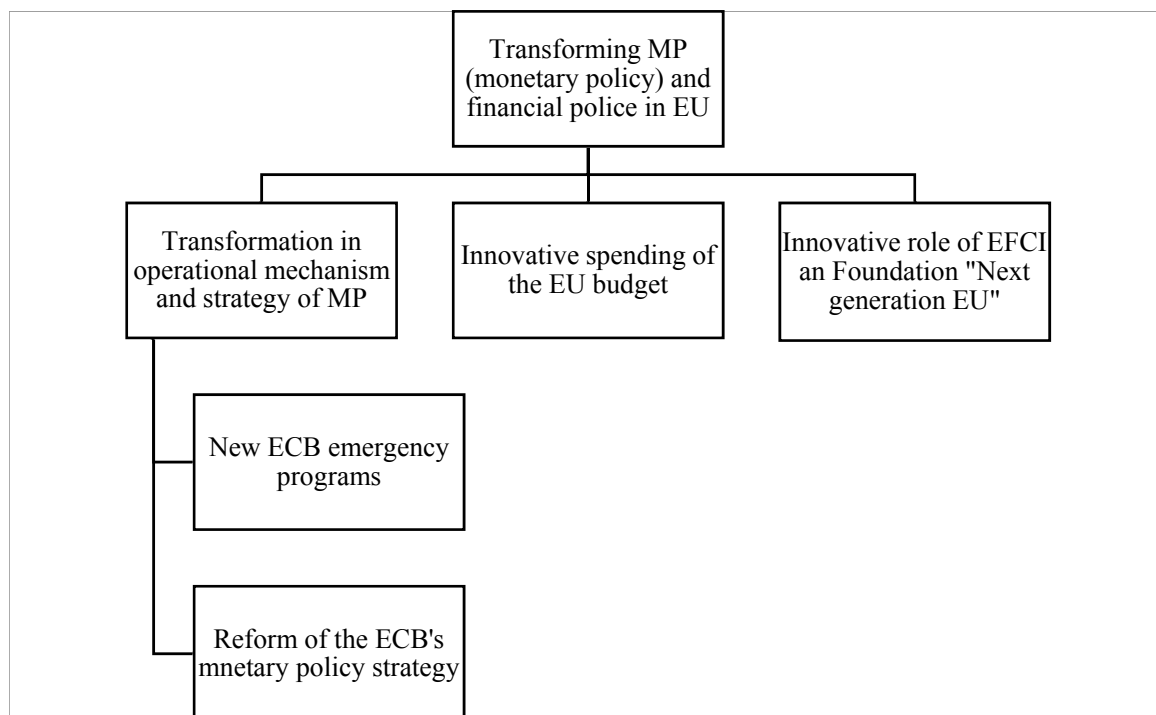 Transforming MP
(monetary policy) and
financial police in EU
Transformation in
operational mechanism
and strategy of MP
Innovative spending of
the EU budget
Innovative role of EFCI
an Foundation "Next
generation EU"
New ECB emergency
programs
Reform of the ECB's
mnetary policy strategy